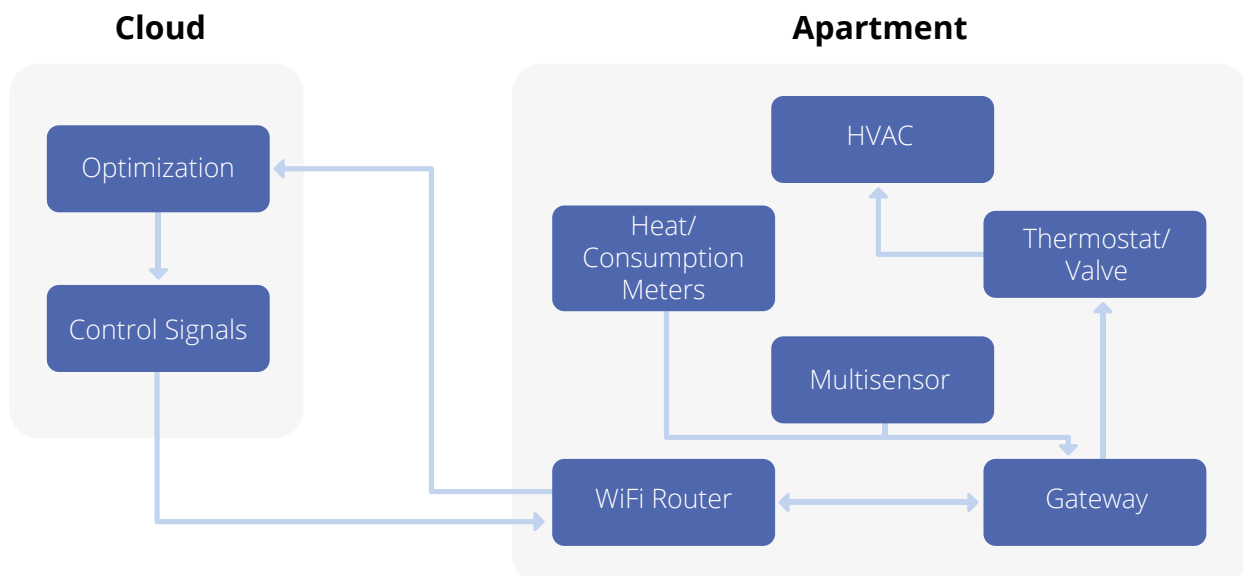 Cloud
Apartment
Optimization
Control Signals
HVAC
Heat/
Consumption
Meters
Thermostat/
Valve
Multisensor
WiFi Router
Gateway